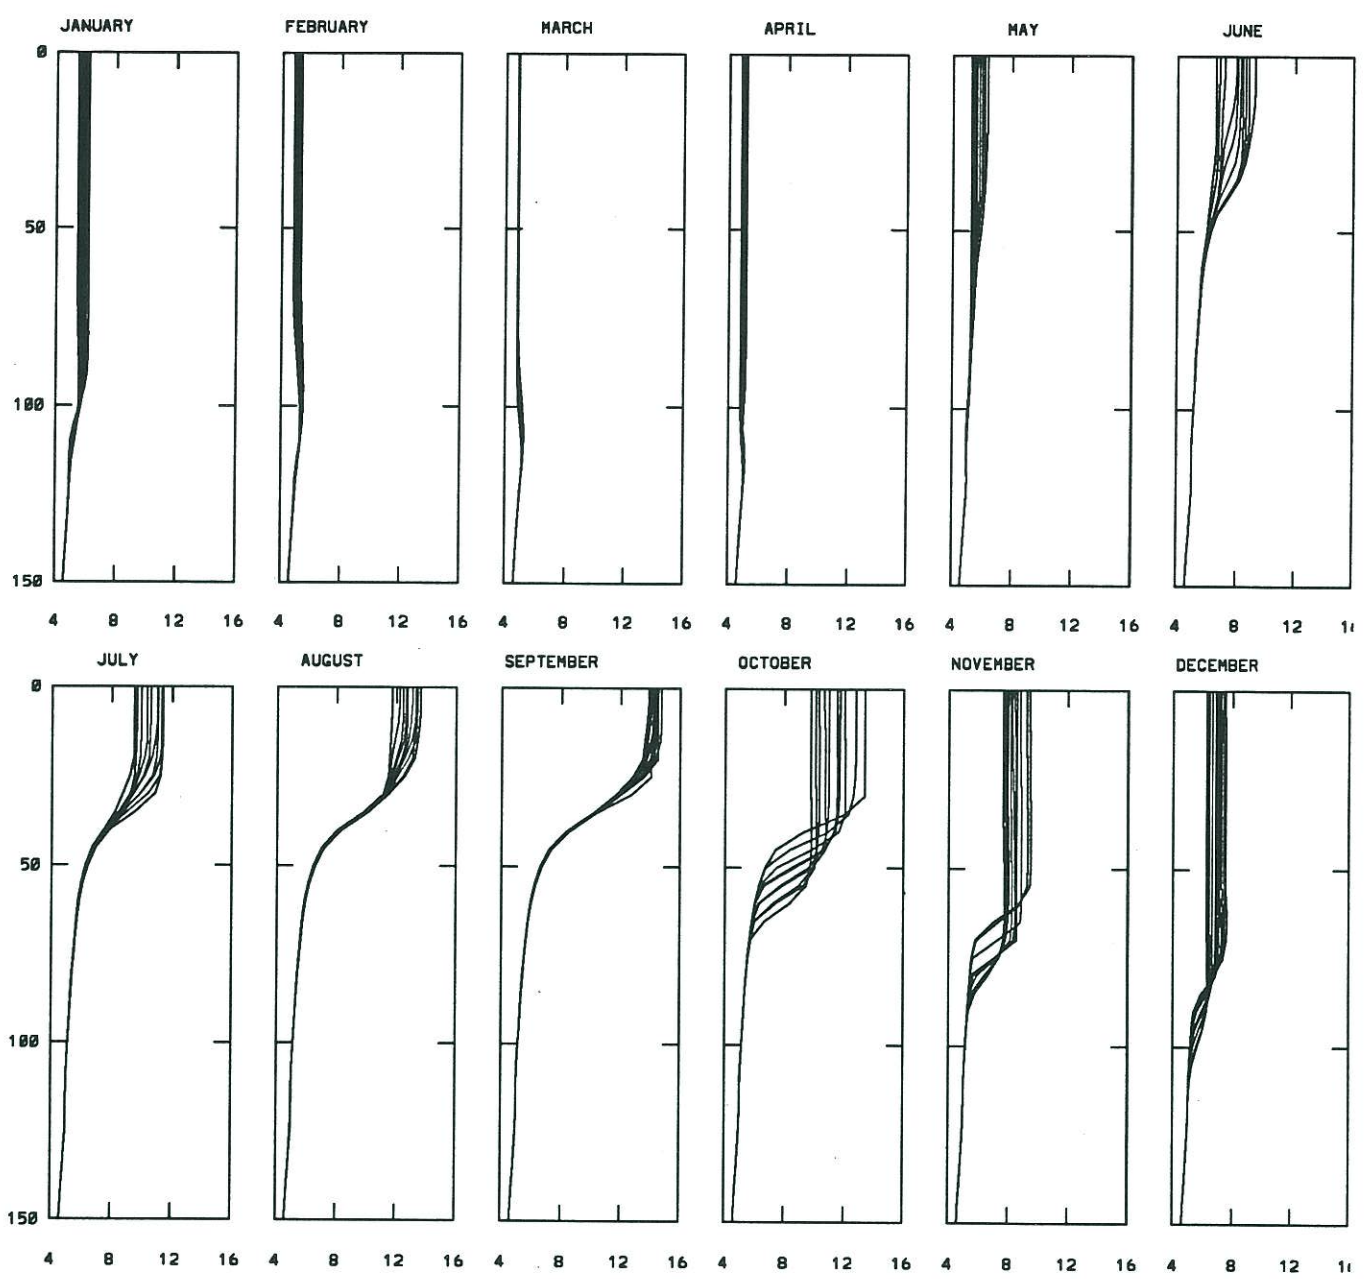 JANUARY FEBRUARY MARCH APRIL MAY JUNE
0
50
100
150
4 8 12 16 4 8 12 16 4 8 12 16 4 8 12 16 4 8 12 16 4 8 12
JULY AUGUST SEPTEMBER OCTOBER NOVEMBER DECEMBER
0
50
100
150
4 8 12 16 4 8 12 16 4 8 12 16 4 8 12 16 4 8 12 16 4 8 12